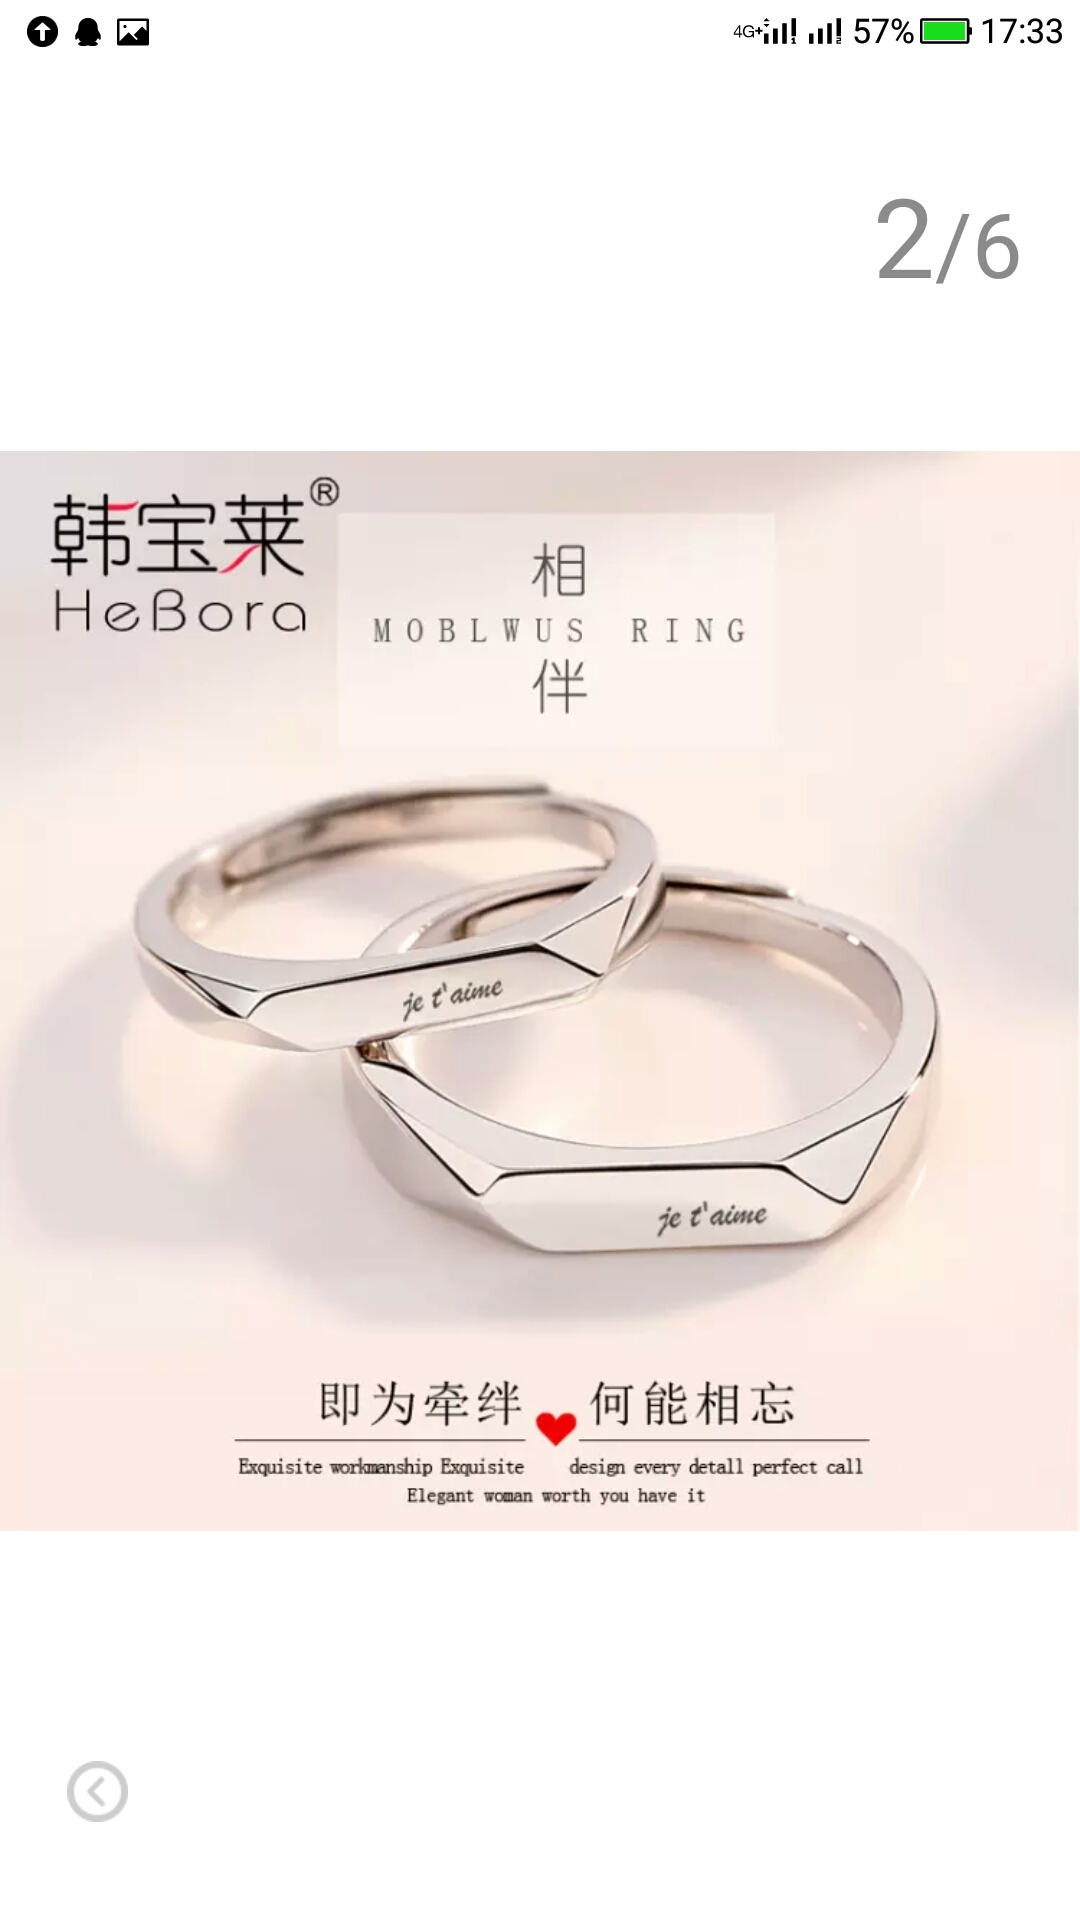 4G+ 57% 17:33
2/6
韩宝莱®
HeBora
相
MOBLWUS RING
伴
je t'aime
je t'aime
即为牵绊 何能相忘
Exquisite workmanship Exquisite design every detall perfect call
Elegant woman worth you have it